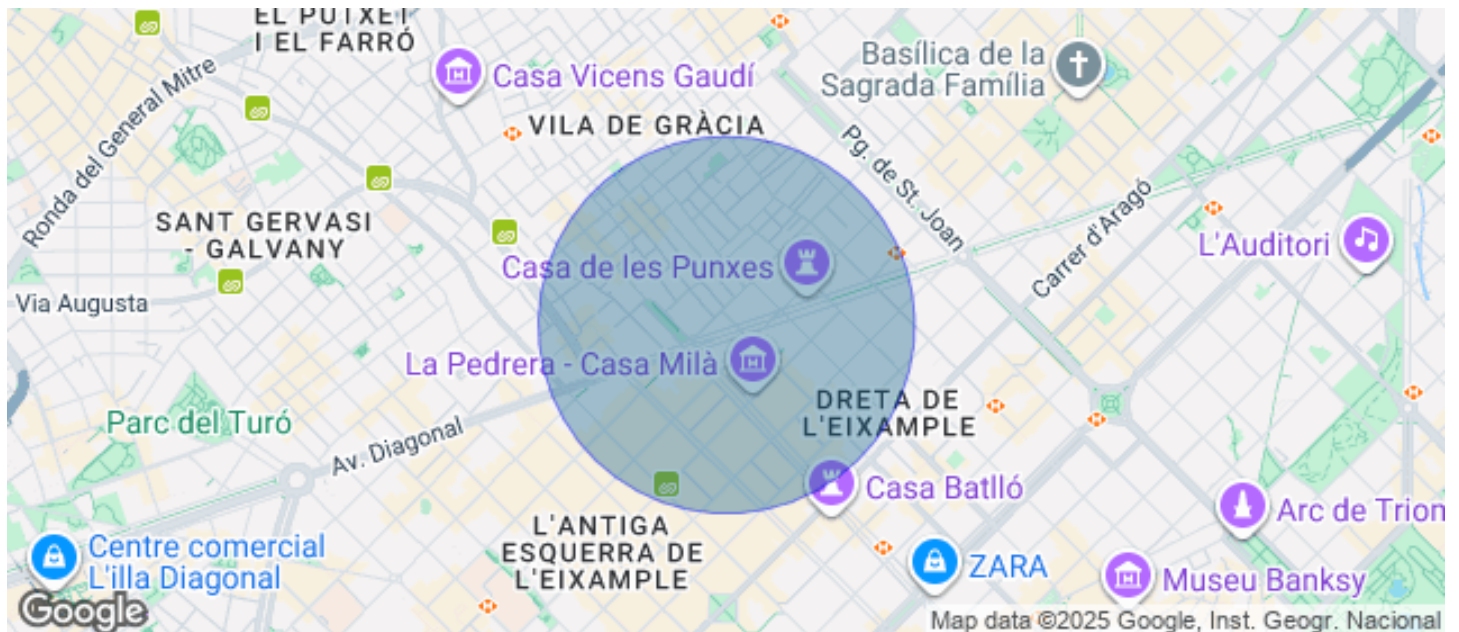 EL PUTXET
I EL FARRÓ
Ronda del General Mitre
Casa Vicens Gaudí
Basílica de la
Sagrada Família
VILA DE GRÀCIA
Pg. de St. Joan
SANT GERVASI
- GALVANY
Carrer d'Aragó
L'Auditori
Casa de les Punxes
Via Augusta
La Pedrera - Casa Milà
DRETA DE
L'EIXAMPLE
Parc del Turó
Av. Diagonal
Casa Batlló
Arc de Trion
L'ANTIGA
ESQUERRA DE
L'EIXAMPLE
Centre comercial
L'illa Diagonal
ZARA
Museu Banksy
Google
Map data ©2025 Google, Inst. Geogr. Nacional